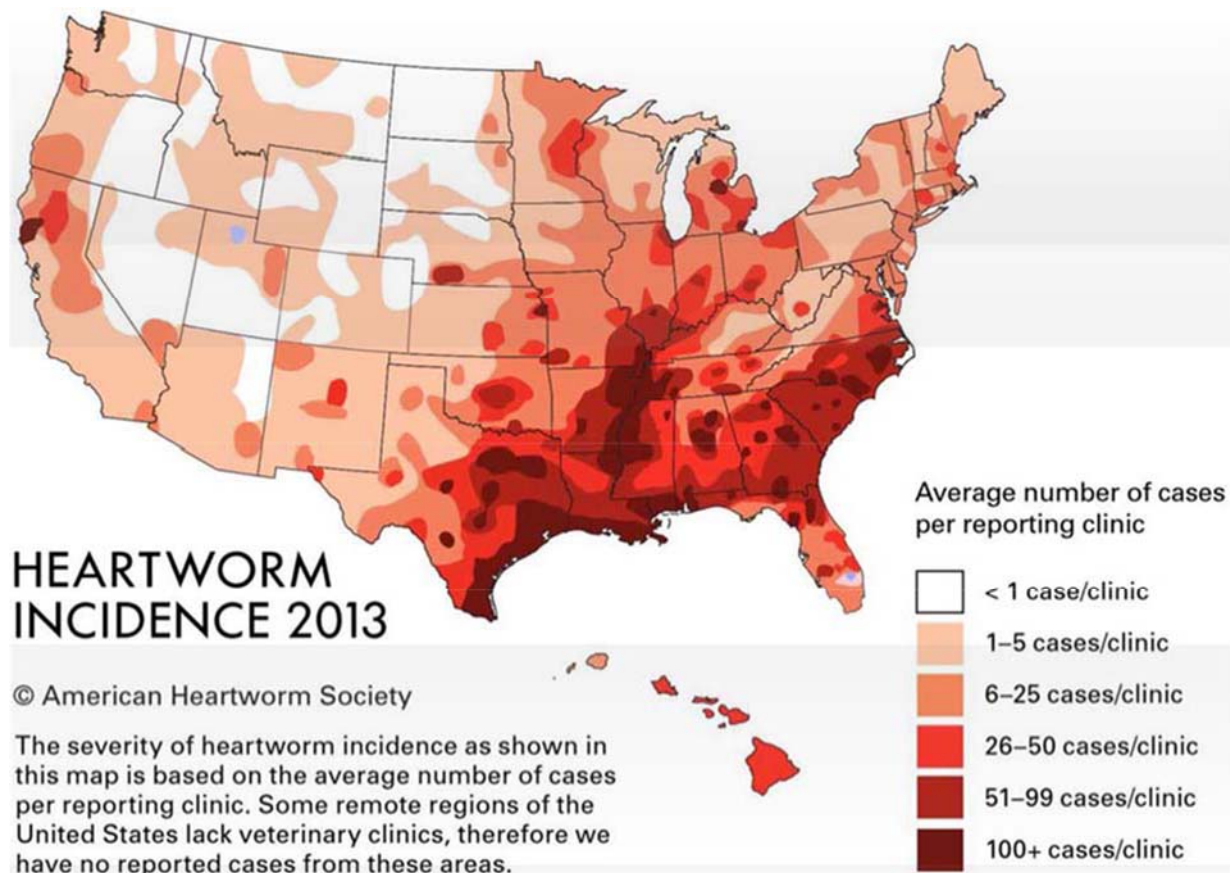 HEARTWORM
INCIDENCE 2013
© American Heartworm Society
The severity of heartworm incidence as shown in
this map is based on the average number of cases
per reporting clinic. Some remote regions of the
United States lack veterinary clinics, therefore we
have no reported cases from these areas.
Average number of cases
per reporting clinic
< 1 case/clinic
1–5 cases/clinic
6–25 cases/clinic
26–50 cases/clinic
51–99 cases/clinic
100+ cases/clinic